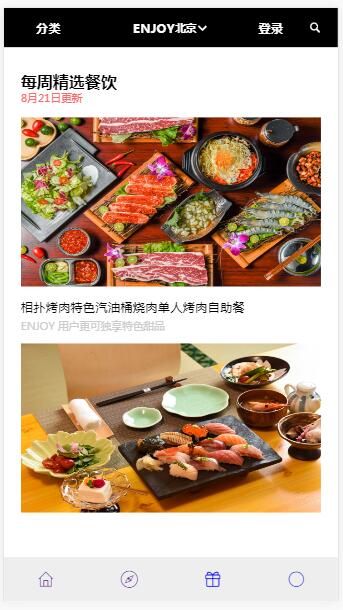 分类
ENJOY北京
登录
每周精选餐饮
8月21日更新
相扑烤肉特色汽油桶烧肉单人烤肉自助餐
ENJOY 用户更可独享特色甜品